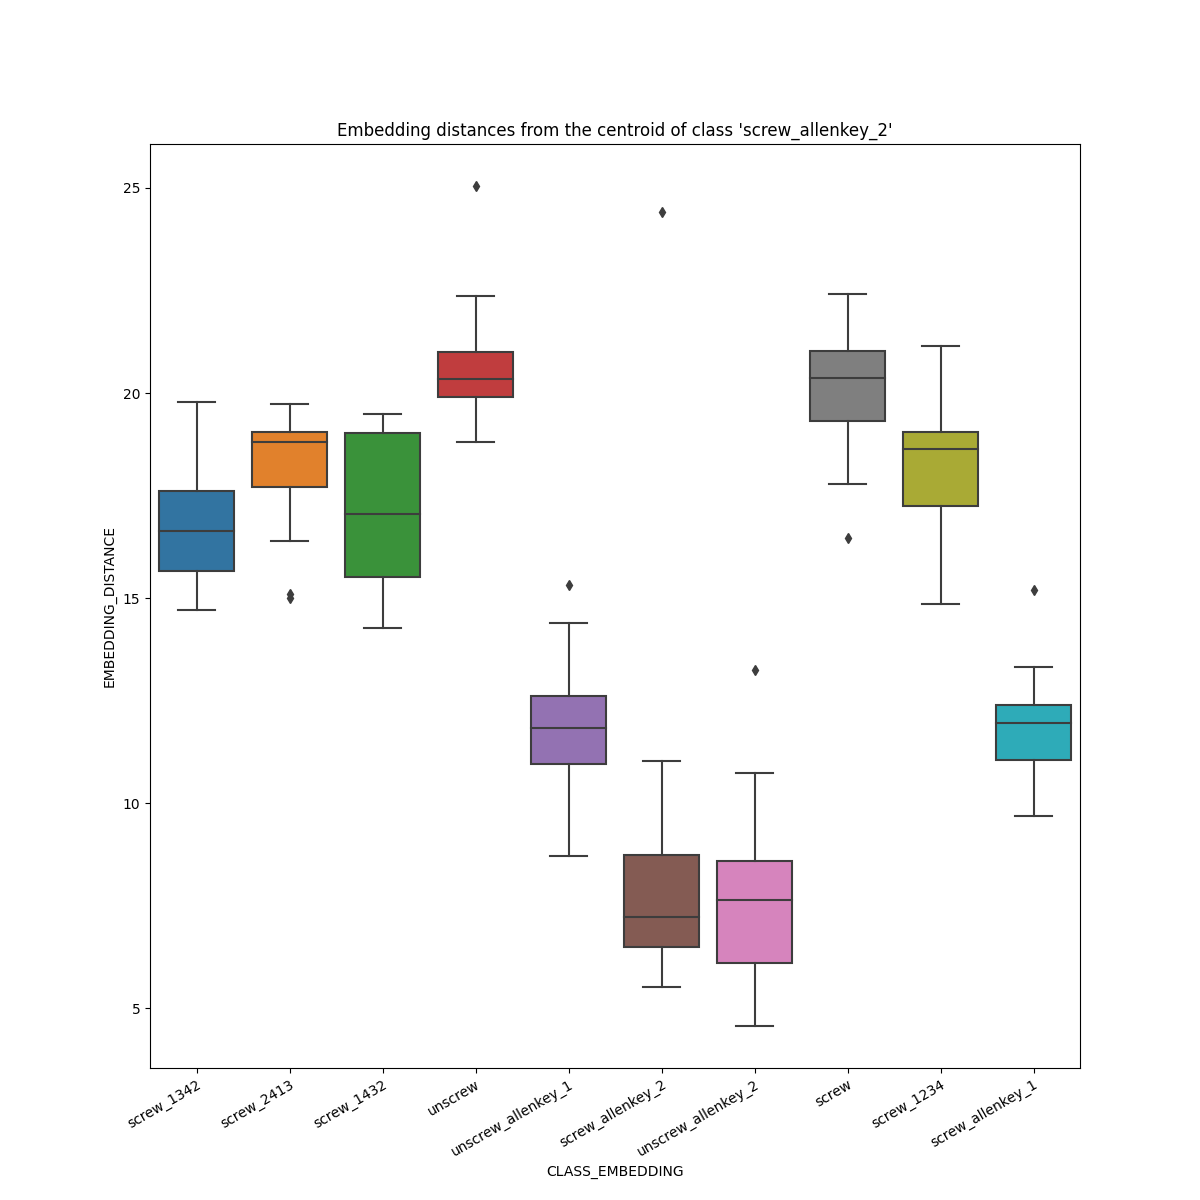 Embedding distances from the centroid of class 'screw_allenkey_2'
EMBEDDING_DISTANCE
25
20
15
10
5
screw_1342
screw_2413
screw_1432
unscrew
unscrew_allenkey_1
screw_allenkey_2
unscrew_allenkey_2
screw
screw_1234
screw_allenkey_1
CLASS_EMBEDDING